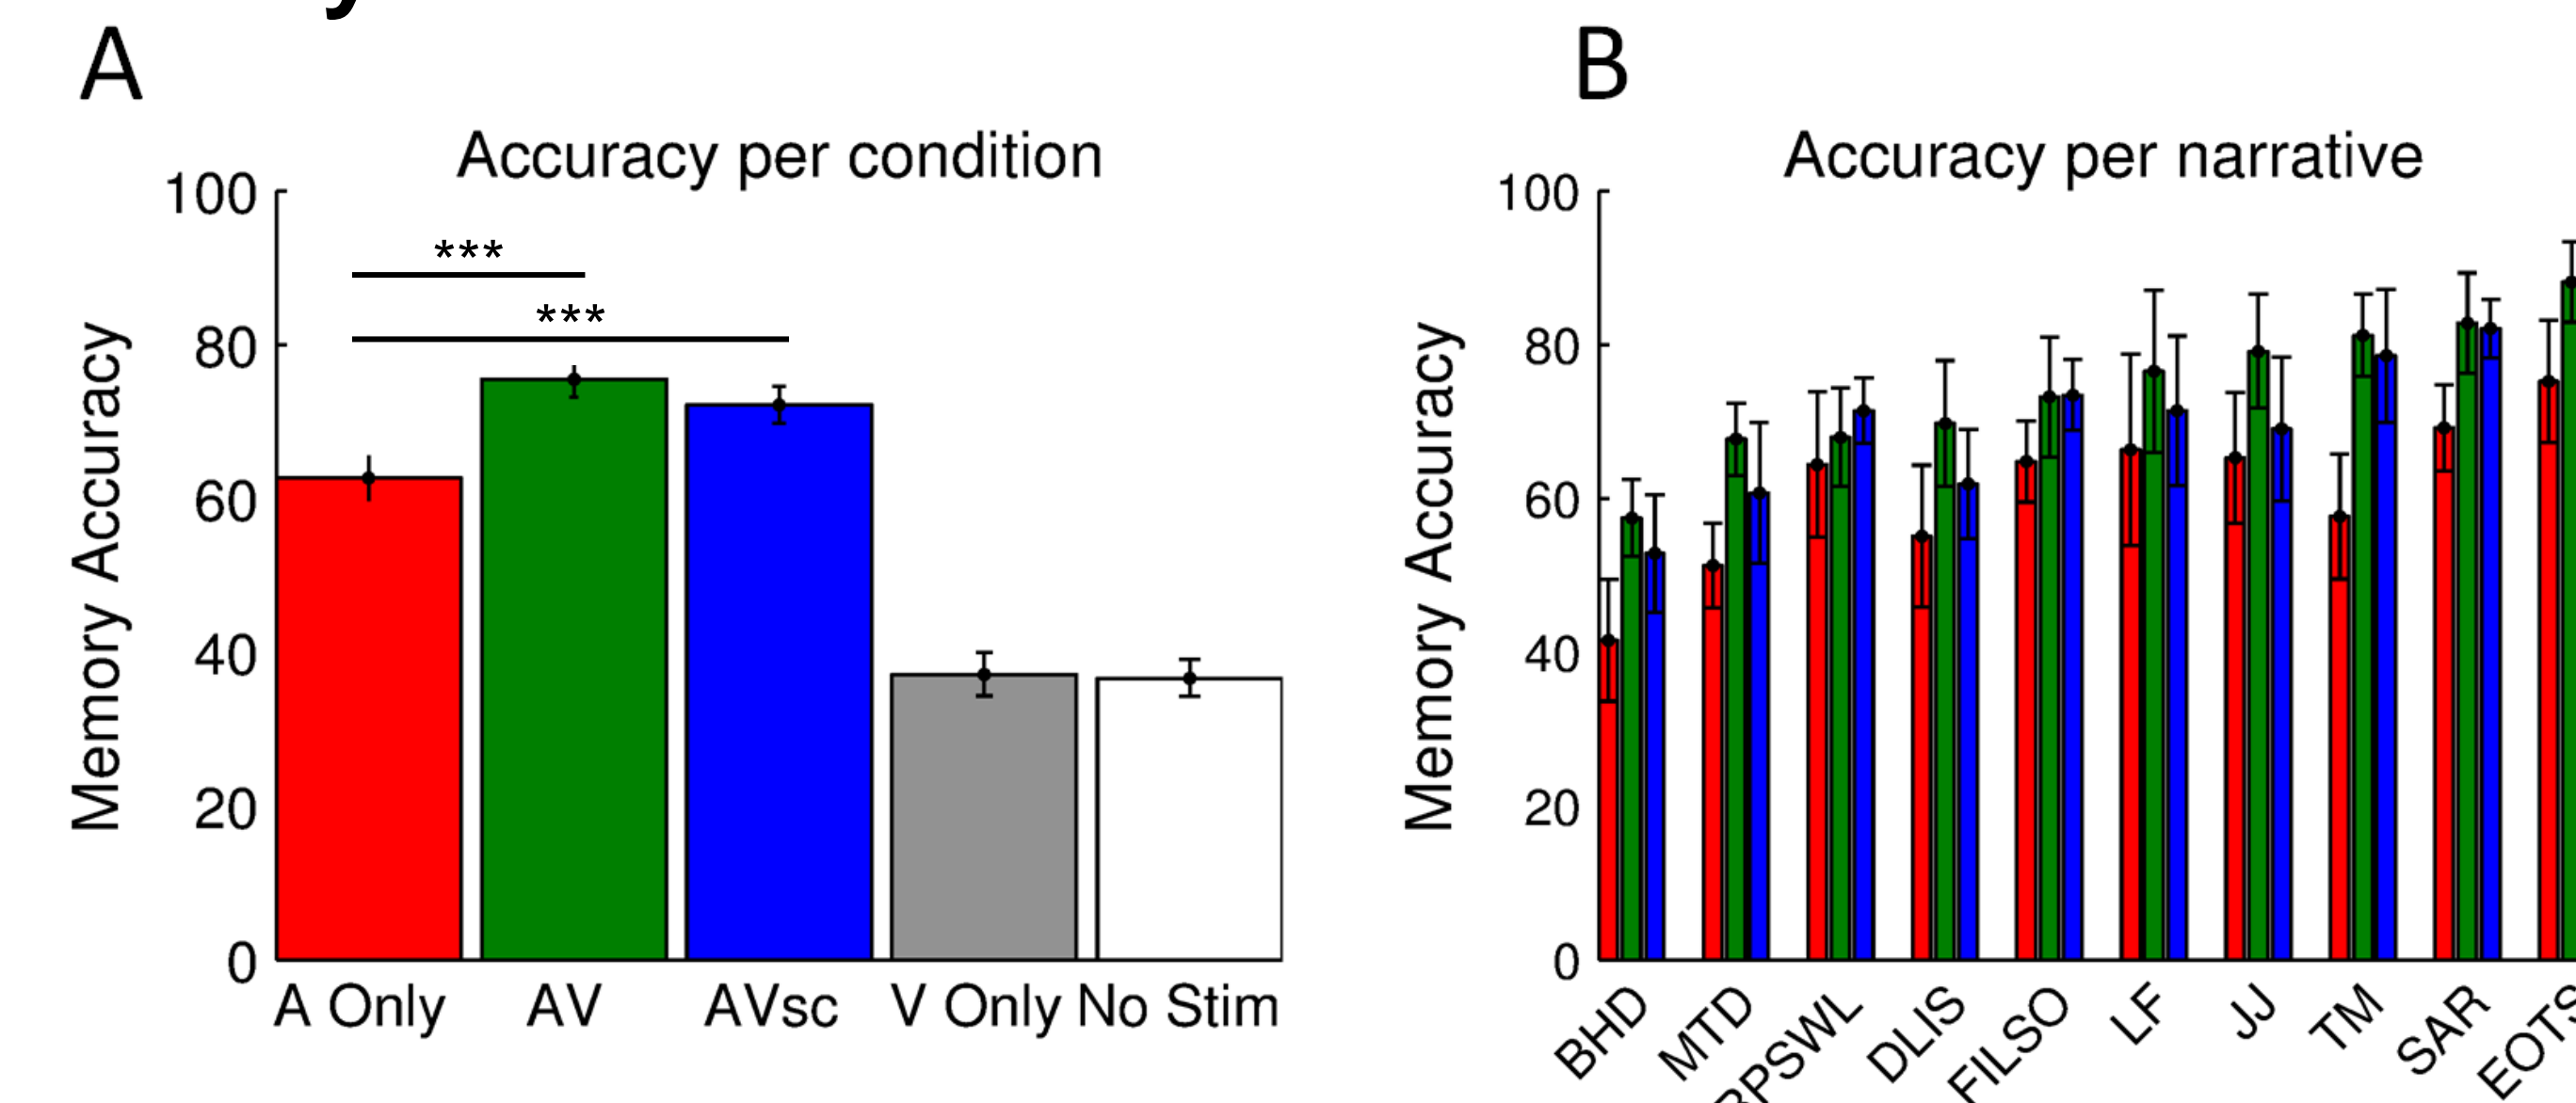 y
A
B
Accuracy per condition
Accuracy per narrative
Memory Accuracy
100
80
60
40
20
0
***
***
A Only AV AVsc V Only No Stim
Memory Accuracy
100
80
60
40
20
0
BHD MTD DLIS FILSO LF JJ TM SAR EOTS